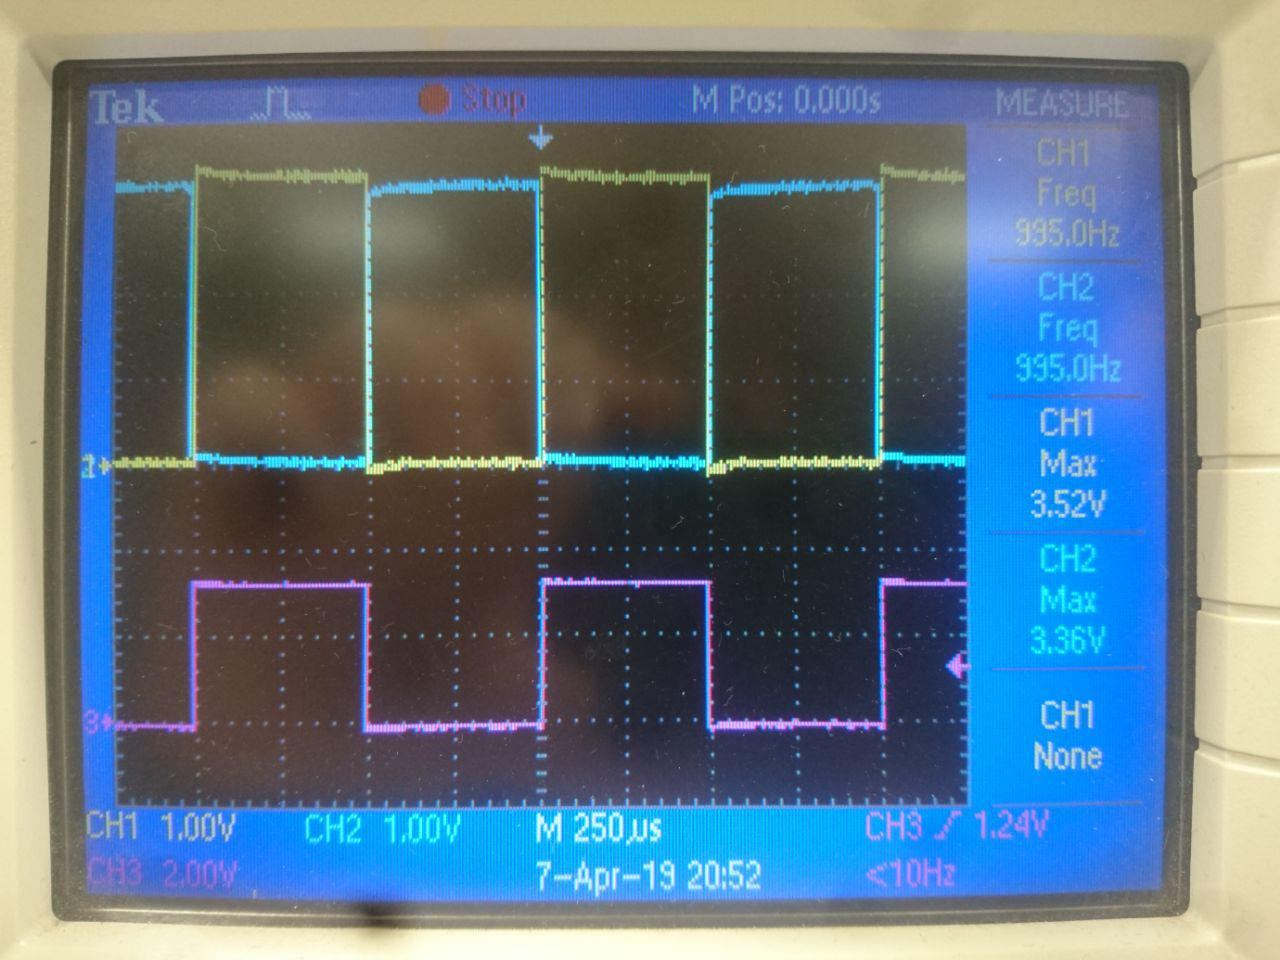 Tek Stop M Pos: 0.000s MEASURE
CH1
Freq
995.0Hz
CH2
Freq
995.0Hz
CH1
Max
3.52V
CH2
Max
3.36V
CH1
None
3
CH1 1.00V CH2 1.00V M 250µs CH3 1.24V
CH3 2.00V 7-Apr-19 20:52 <10Hz